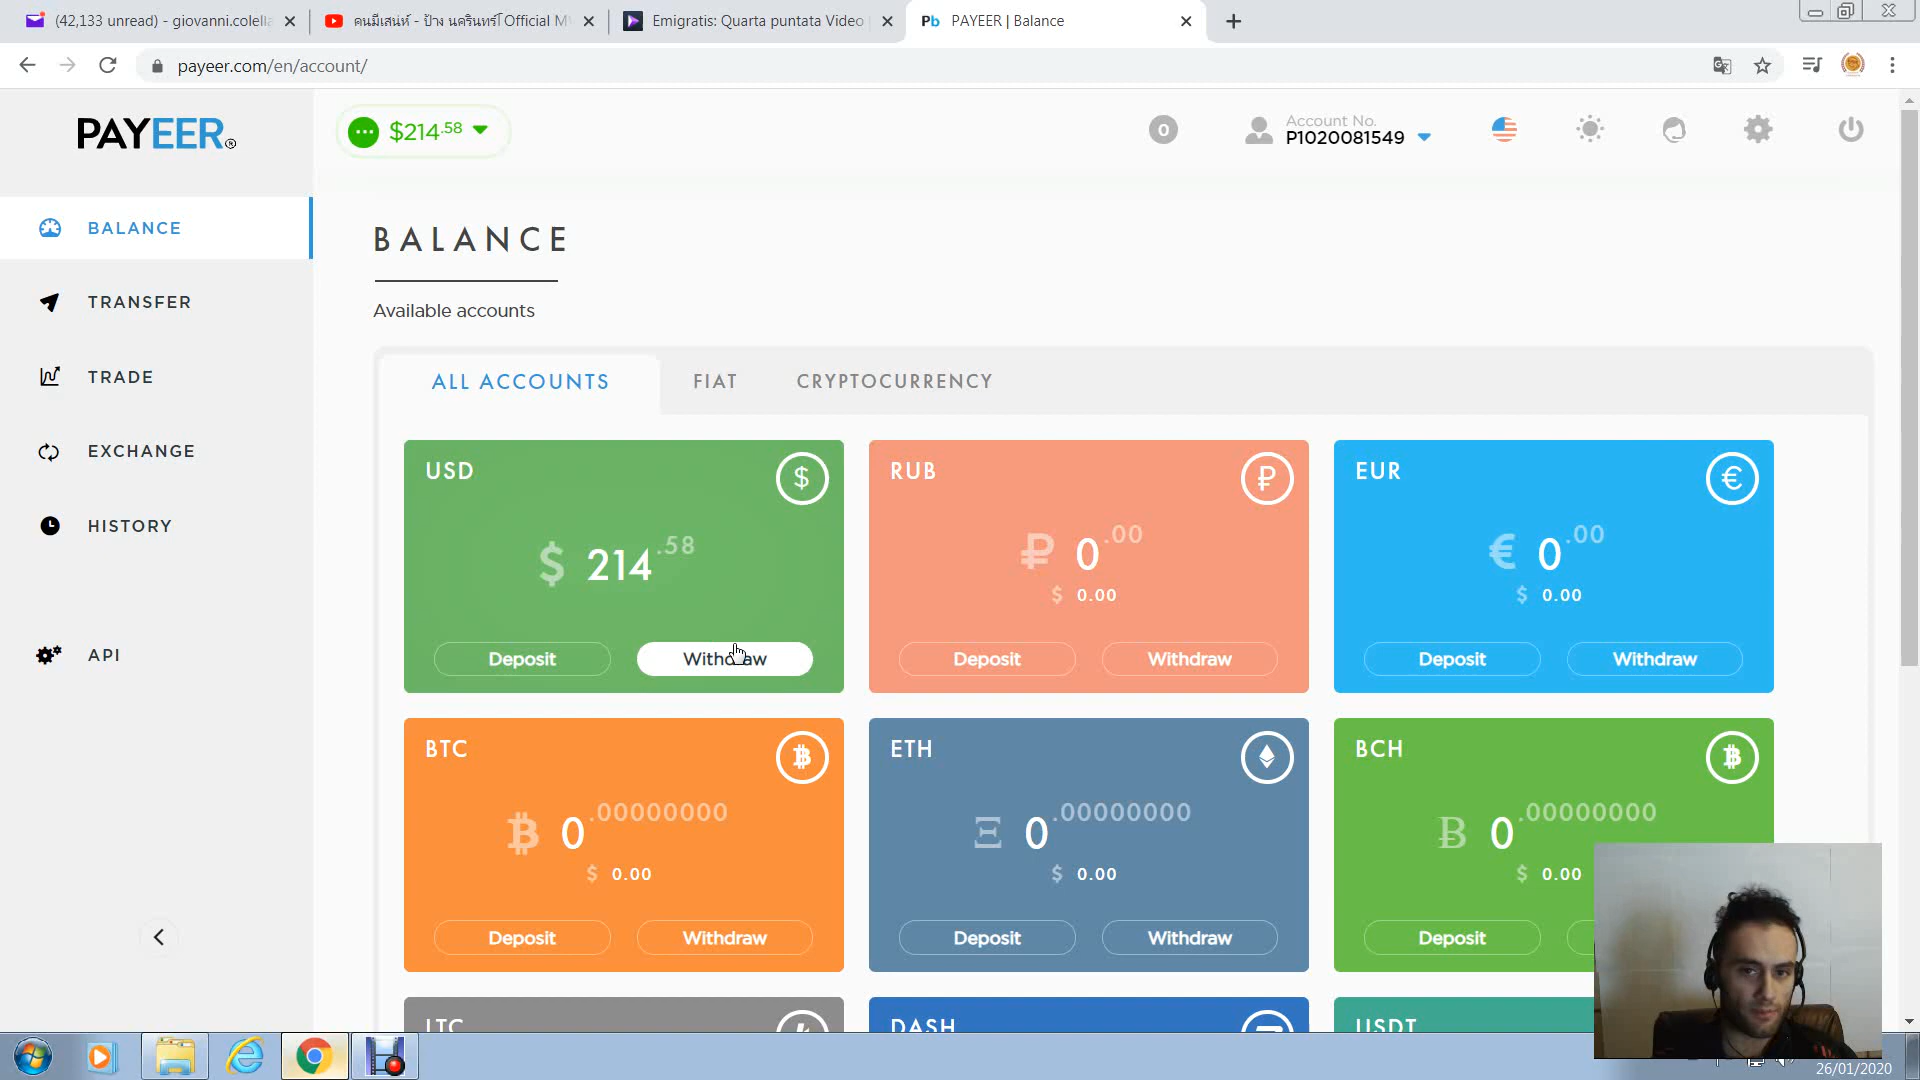 (42,133 unread) - giovanni.colella
คนมีเสน่ห์ - ป้าง นครินทร์ [Official M
Emigratis: Quarta puntata Video
Pb PAYEER | Balance
payeer.com/en/account/
PAYEER®
$214.58
0
Account No.
P1020081549
BALANCE
TRANSFER
TRADE
EXCHANGE
HISTORY
API
BALANCE
Available accounts
ALL ACCOUNTS
FIAT
CRYPTOCURRENCY
USD
$ 214.58
Deposit
Withdraw
RUB
₽ 0.00
$ 0.00
Deposit
Withdraw
EUR
€ 0.00
$ 0.00
Deposit
Withdraw
BTC
0.00000000
$ 0.00
Deposit
Withdraw
ETH
Ξ 0.00000000
$ 0.00
Deposit
Withdraw
BCH
Ƀ 0.00000000
$ 0.00
Deposit
LTC
DASH
USDT
26/01/2020